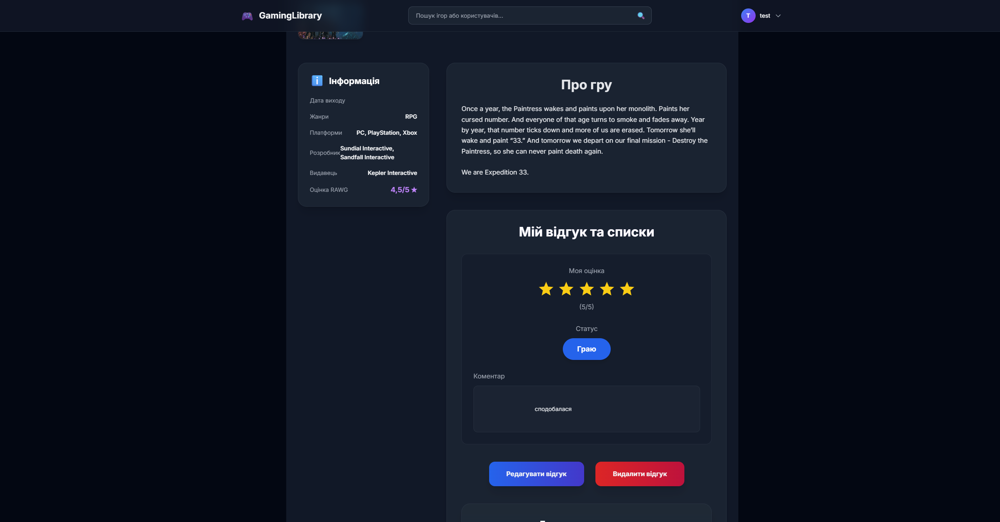 GamingLibrary
Пошук ігор або користувачів...
T
test
Інформація
Дата виходу
Жанри
RPG
Платформи
PC, PlayStation, Xbox
Розробник
Sundial Interactive,
Sandfall Interactive
Видавець
Kepler Interactive
Оцінка RAWG
4,5/5 ★
Про гру
Once a year, the Paintress wakes and paints upon her monolith. Paints her
cursed number. And everyone of that age turns to smoke and fades away. Year
by year, that number ticks down and more of us are erased. Tomorrow she’ll
wake and paint “33.” And tomorrow we depart on our final mission - Destroy the
Paintress, so she can never paint death again.
We are Expedition 33.
Мій відгук та списки
Моя оцінка
(5/5)
Статус
Граю
Коментар
сподобалася
Редагувати відгук
Видалити відгук